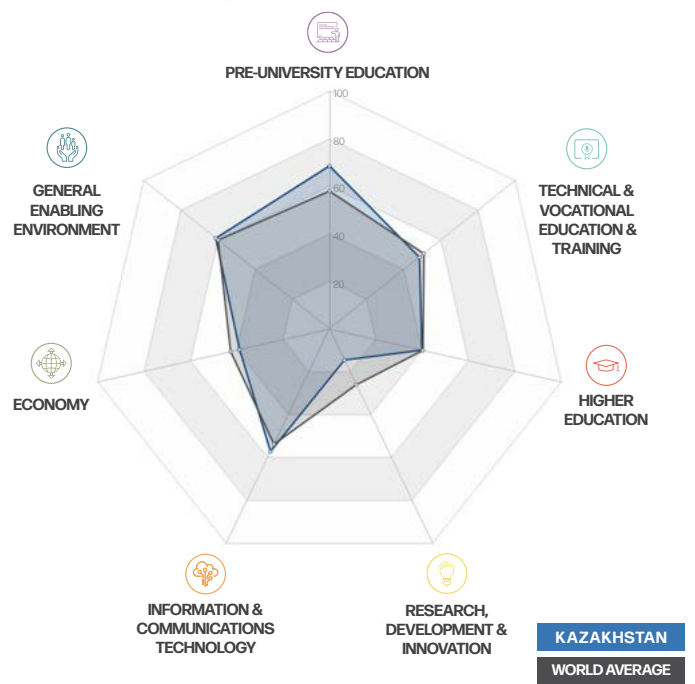 PRE-UNIVERSITY EDUCATION
100
80
60
40
20
GENERAL
ENABLING
ENVIRONMENT
TECHNICAL &
VOCATIONAL
EDUCATION &
TRAINING
ECONOMY
HIGHER
EDUCATION
INFORMATION &
COMMUNICATIONS
TECHNOLOGY
RESEARCH,
DEVELOPMENT &
INNOVATION
KAZAKHSTAN
WORLD AVERAGE